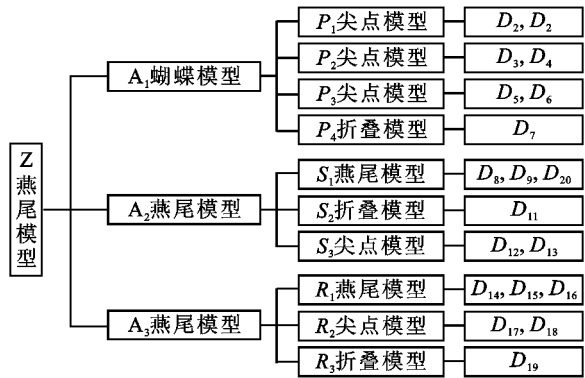 Z燕尾模型
A₁蝴蝶模型
P₁尖点模型
D₂, D₂
P₂尖点模型
D₃, D₄
P₃尖点模型
D₅, D₆
P₄折叠模型
D₇
A₂燕尾模型
S₁燕尾模型
D₈, D₉, D₂₀
S₂折叠模型
D₁₁
S₃尖点模型
D₁₂, D₁₃
A₃燕尾模型
R₁燕尾模型
D₁₄, D₁₅, D₁₆
R₂尖点模型
D₁₇, D₁₈
R₃折叠模型
D₁₉